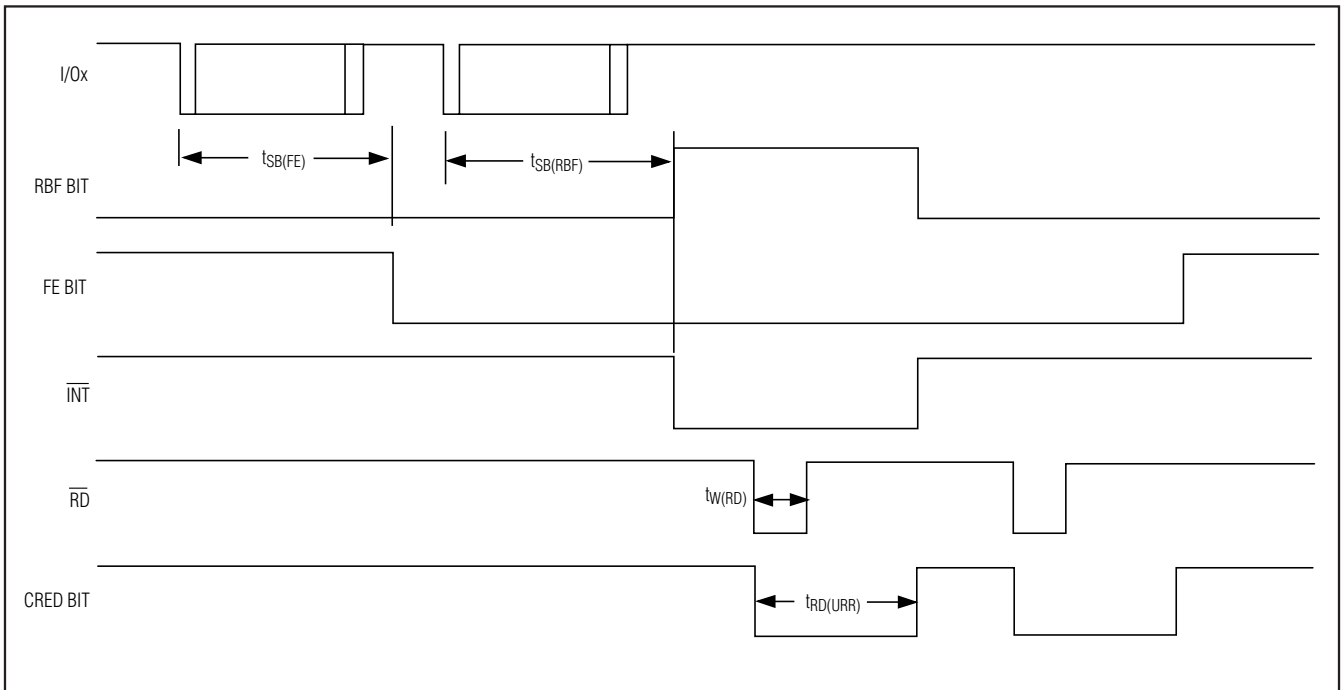 I/Ox
tSB(FE)
tSB(RBF)
RBF BIT
FE BIT
INT
RD
tW(RD)
CRED BIT
tRD(URR)